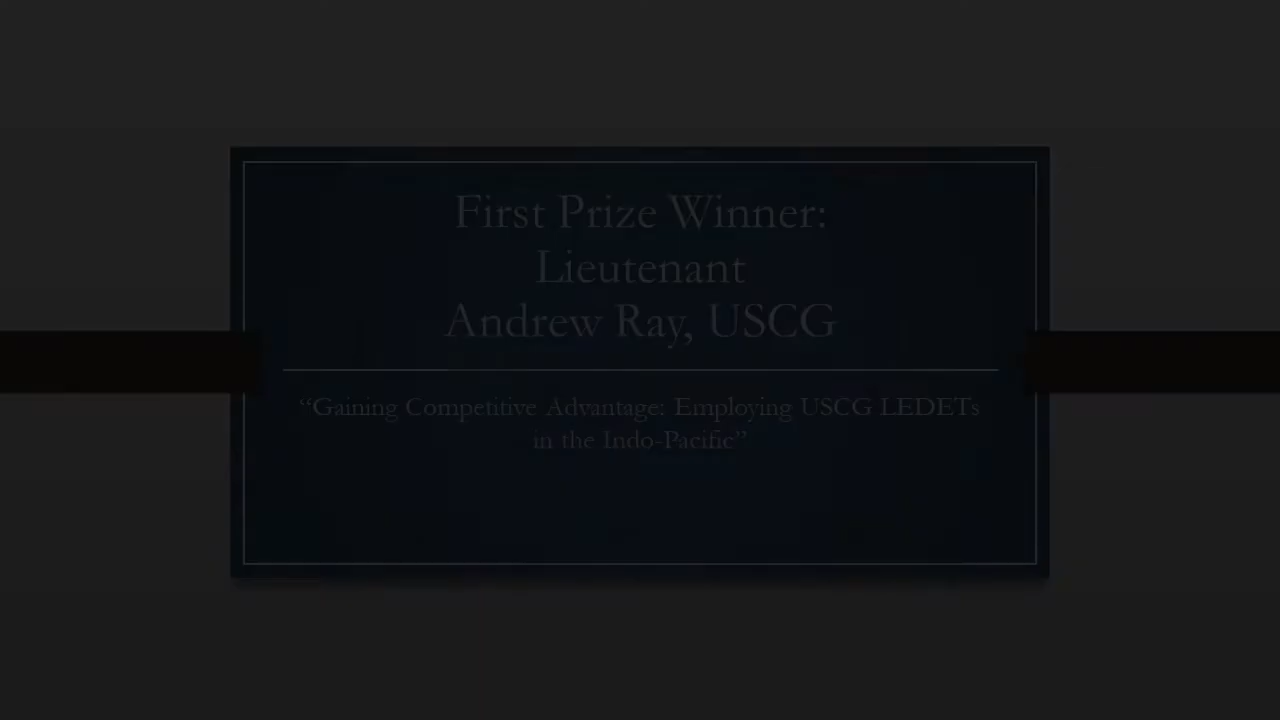 First Prize Winner:
Lieutenant
Andrew Ray, USCG
“Gaining Competitive Advantage: Employing USCG LEDETs
in the Indo-Pacific”